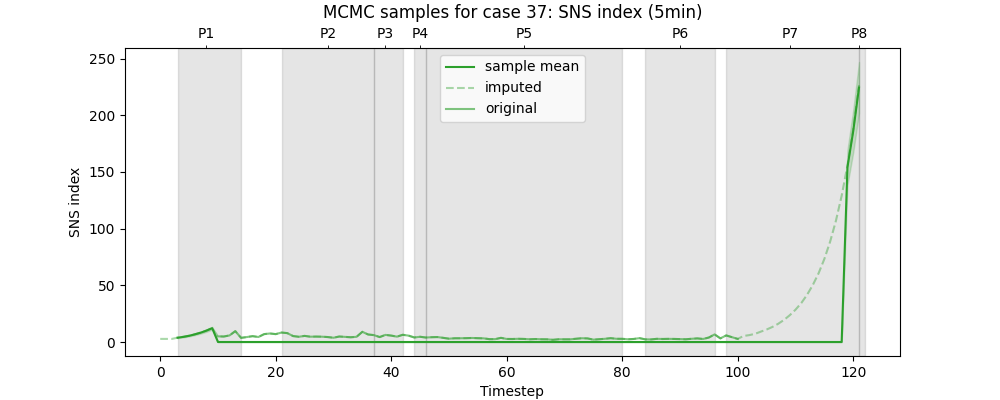 MCMC samples for case 37: SNS index (5min)
P1 P2 P3 P4 P5 P6 P7 P8
250
200
150
100
50
0
SNS index
sample mean
imputed
original
0 20 40 60 80 100 120
Timestep